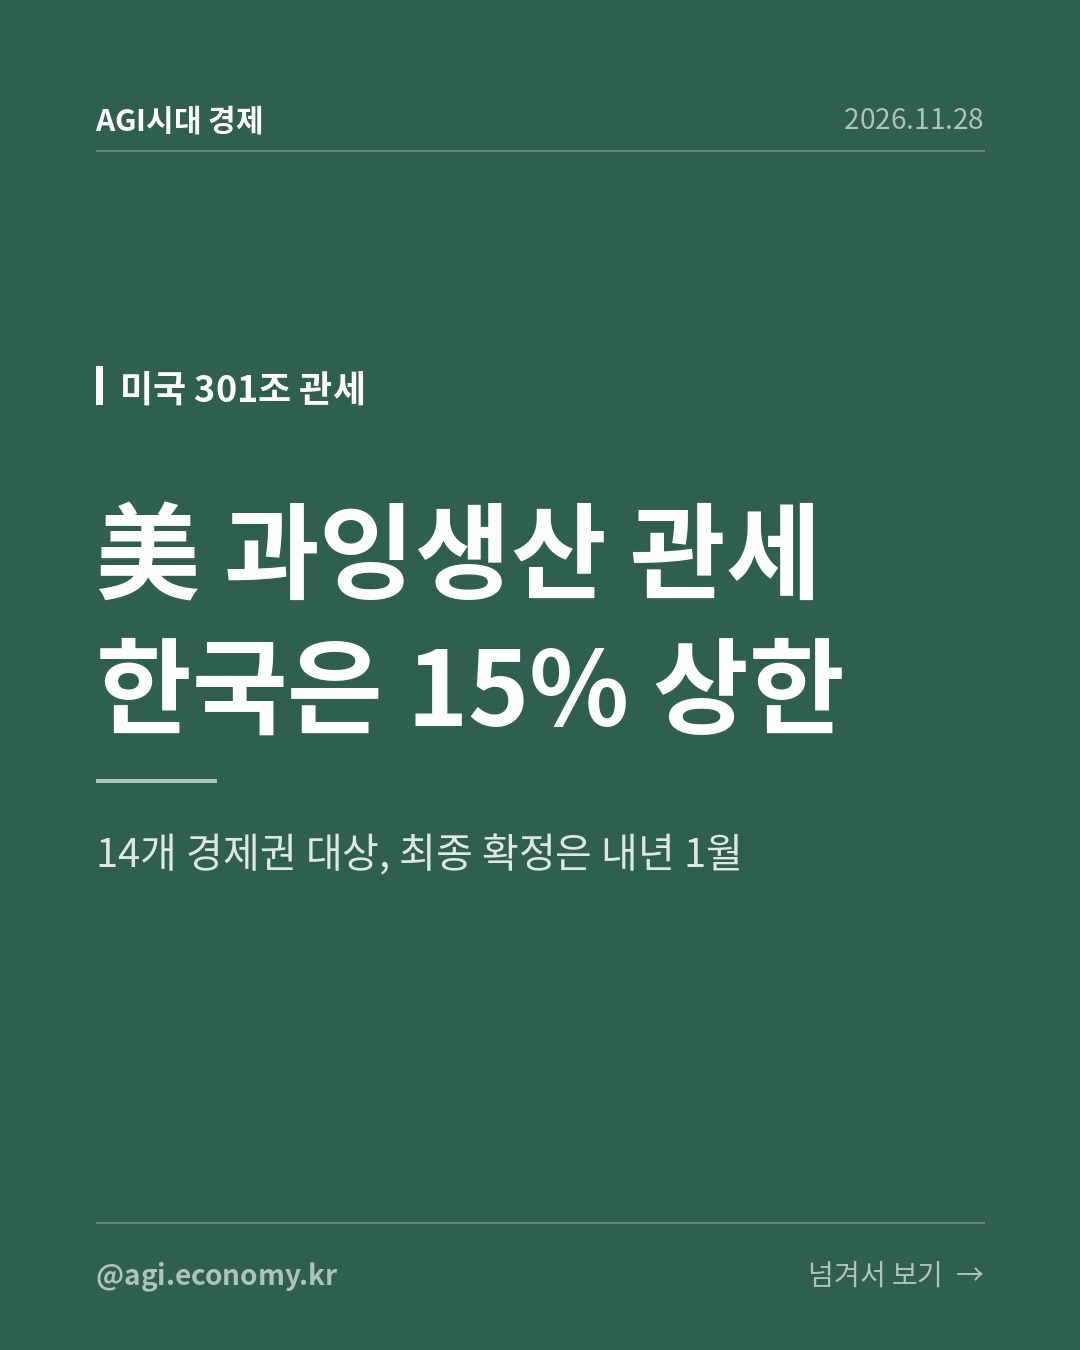 AGI시대 경제
2026.11.28
미국 301조 관세
美 과잉생산 관세
한국은 15% 상한
14개 경제권 대상, 최종 확정은 내년 1월
@agi.economy.kr
넘겨서 보기 →